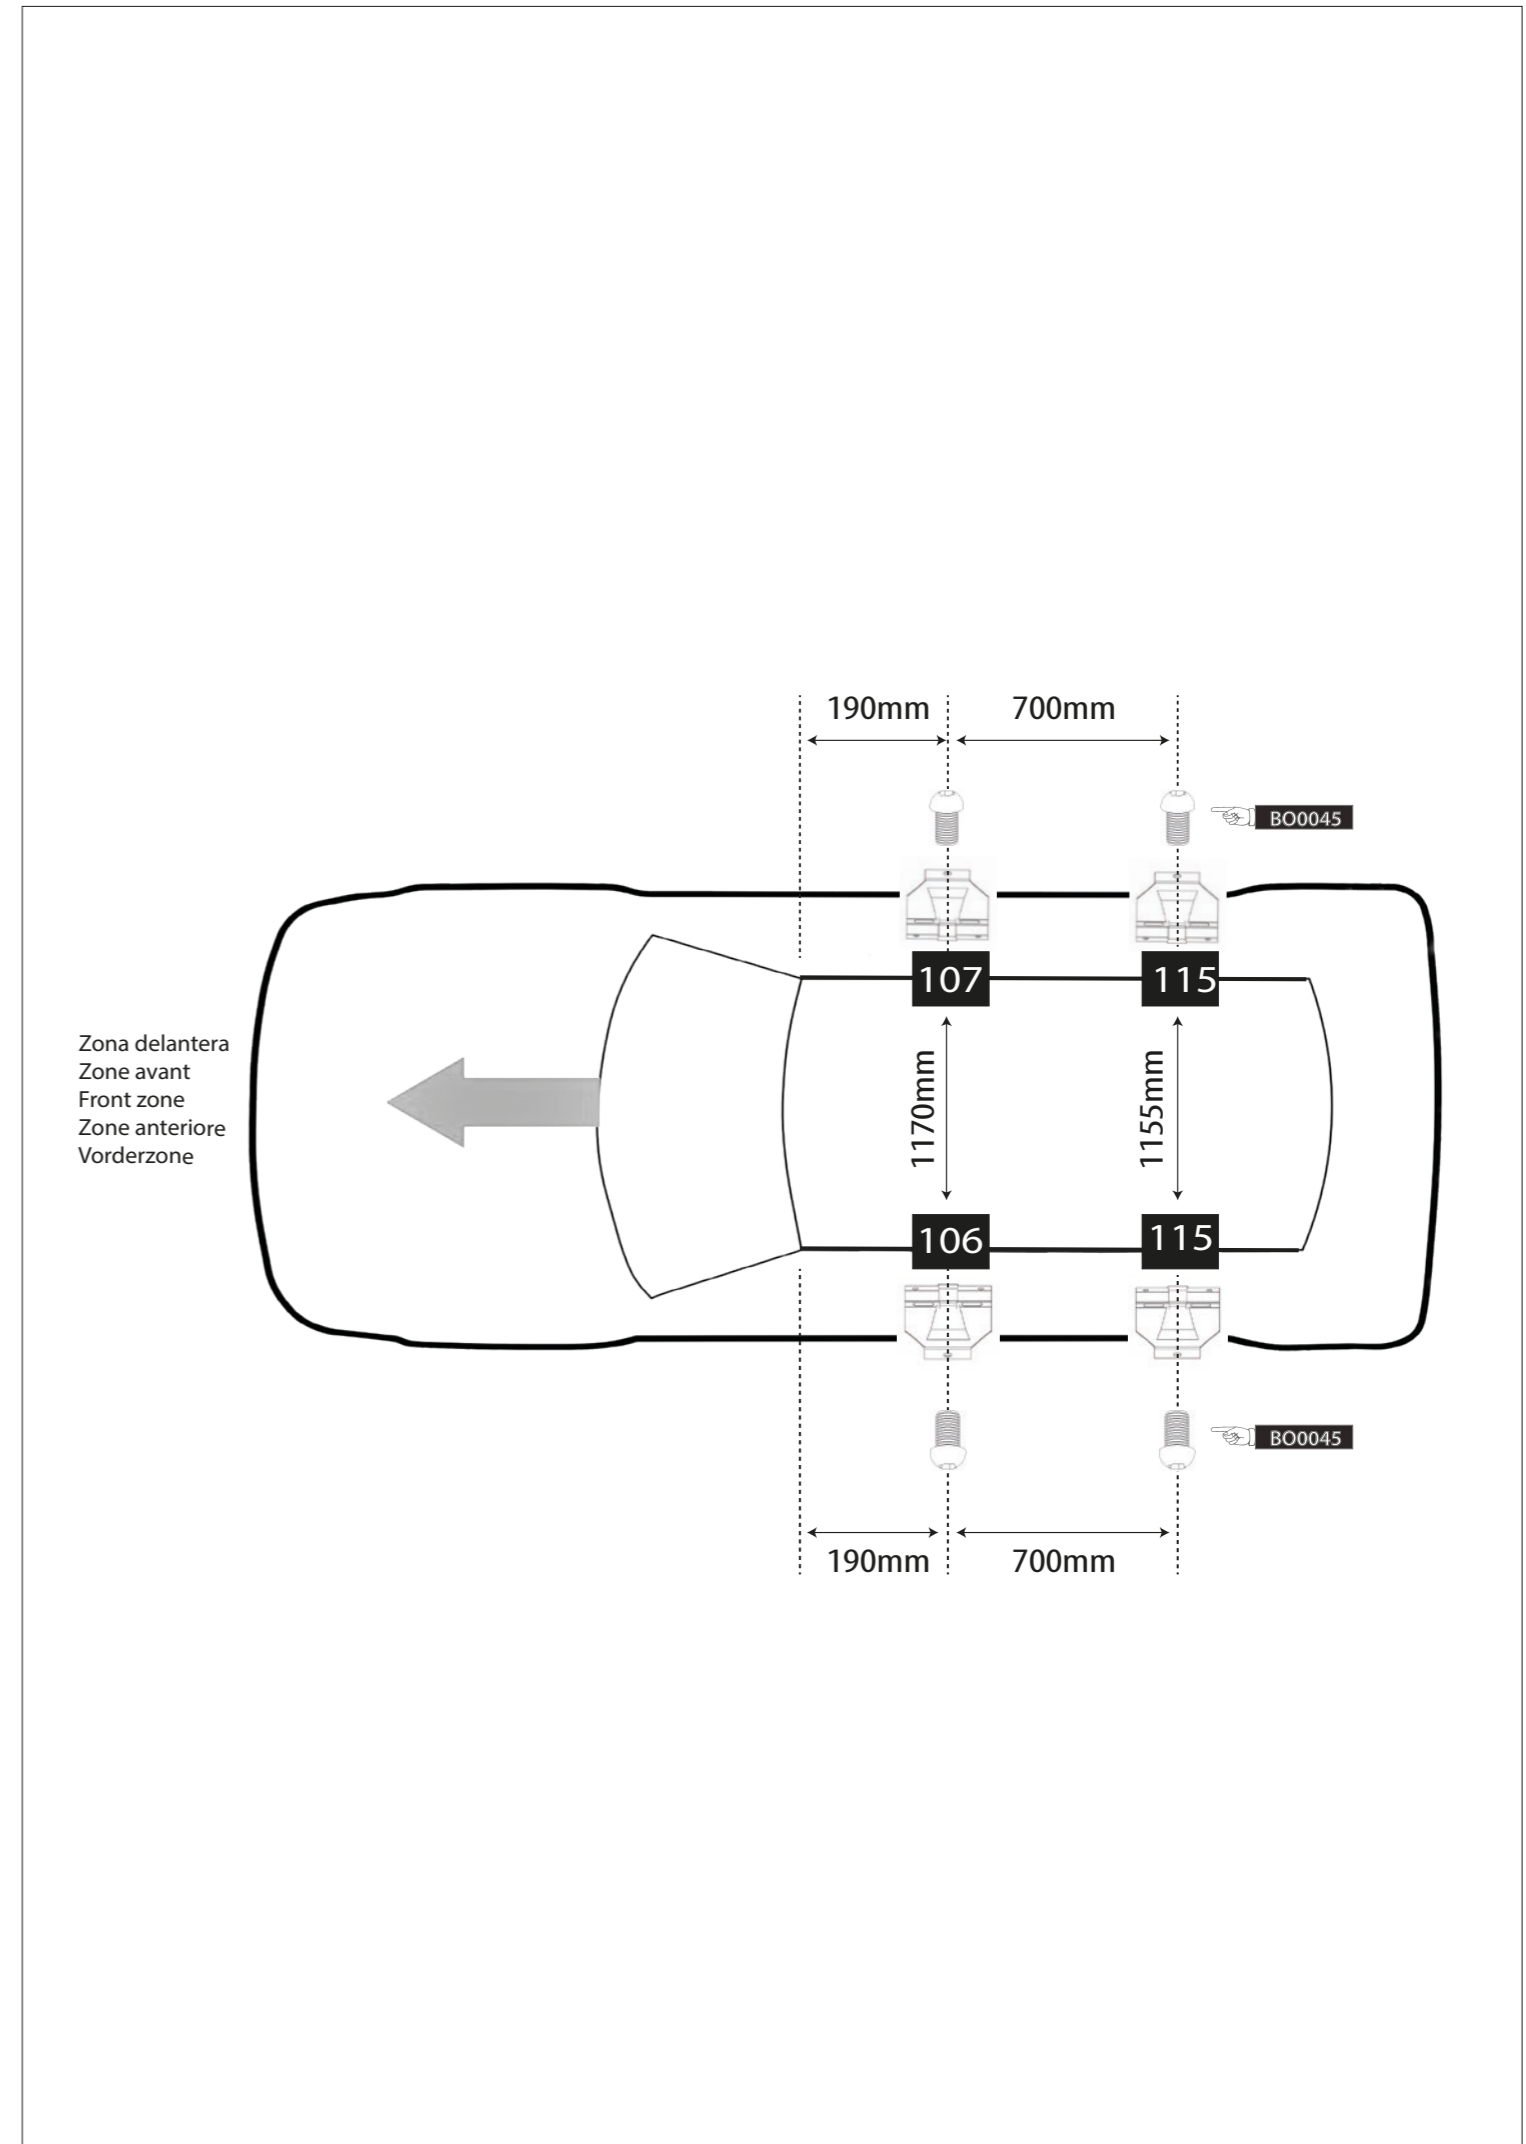 190mm
700mm
BO0045
107
115
Zona delantera
Zone avant
Front zone
Zone anteriore
Vorderzone
1170mm
1155mm
106
115
BO0045
190mm
700mm